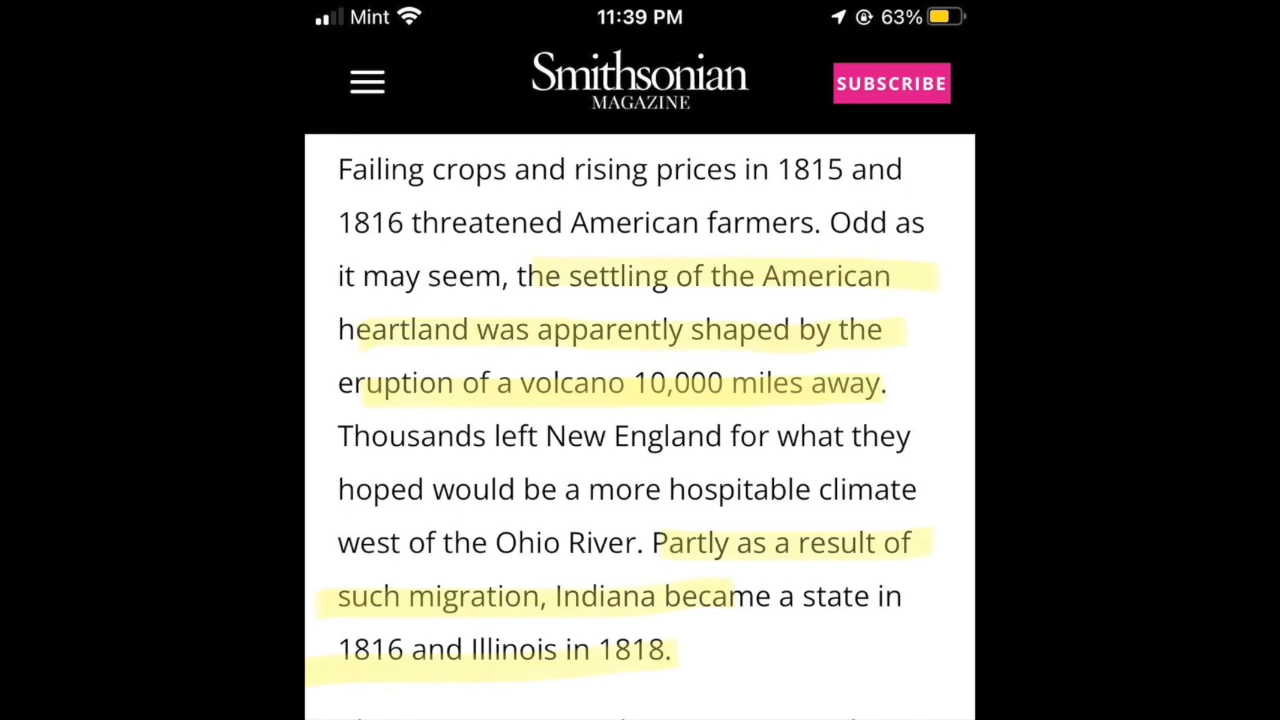 Mint 11:39 PM 63%
Smithsonian
MAGAZINE
SUBSCRIBE
Failing crops and rising prices in 1815 and
1816 threatened American farmers. Odd as
it may seem, the settling of the American
heartland was apparently shaped by the
eruption of a volcano 10,000 miles away.
Thousands left New England for what they
hoped would be a more hospitable climate
west of the Ohio River. Partly as a result of
such migration, Indiana became a state in
1816 and Illinois in 1818.